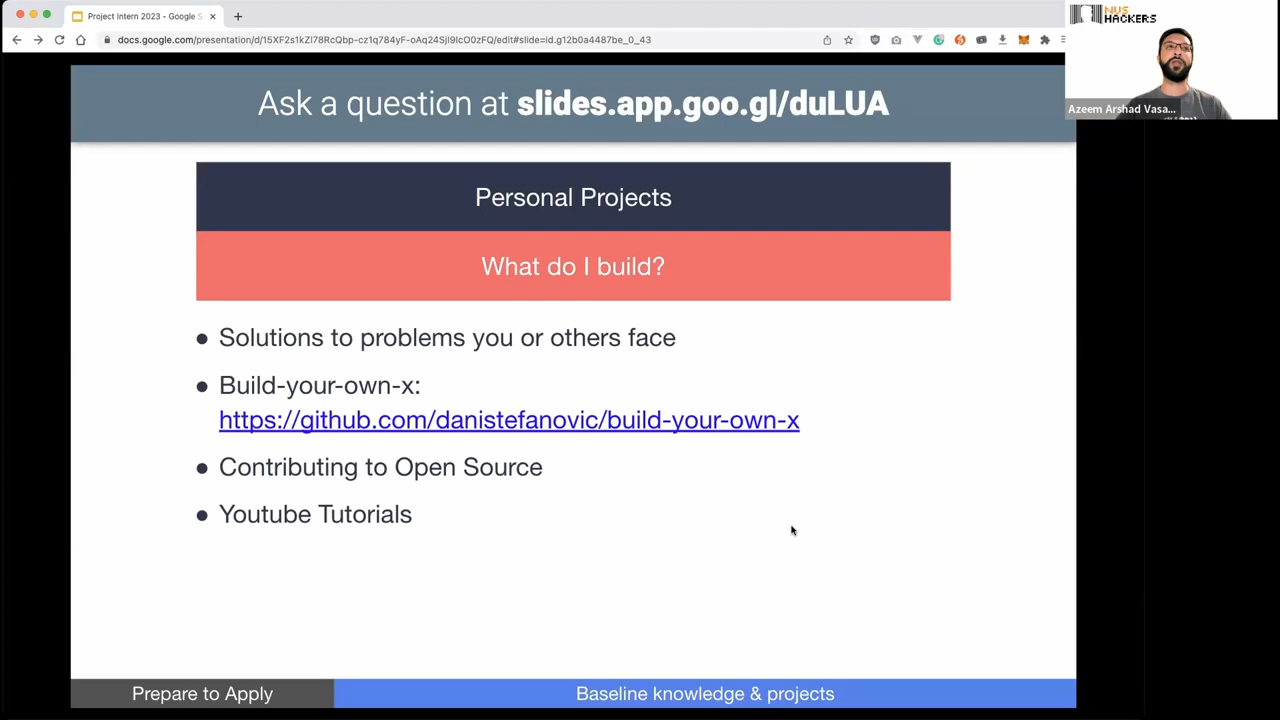 Project Intern 2023 - Google S
docs.google.com/presentation/d/15XF2s1kZl78RcQbp-cz1q784yF-oAq24SjI9IcO0zFQ/edit#slide=id.g12b0a4487be_0_43
NUS
HACKERS
Azeem Arshad Vasa...
Ask a question at slides.app.goo.gl/duLUA
Personal Projects
What do I build?
● Solutions to problems you or others face
● Build-your-own-x:
https://github.com/danistefanovic/build-your-own-x
● Contributing to Open Source
● Youtube Tutorials
Prepare to Apply
Baseline knowledge & projects